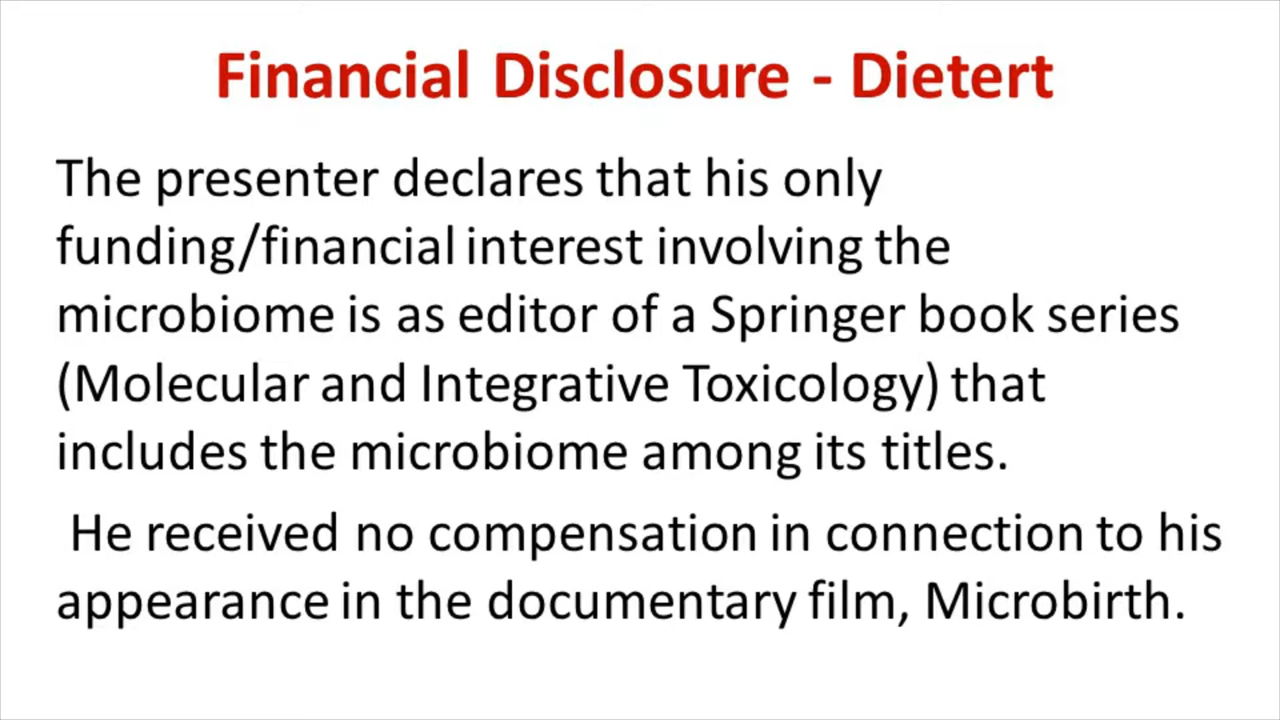 Financial Disclosure - Dietert
The presenter declares that his only
funding/financial interest involving the
microbiome is as editor of a Springer book series
(Molecular and Integrative Toxicology) that
includes the microbiome among its titles.
He received no compensation in connection to his
appearance in the documentary film, Microbirth.